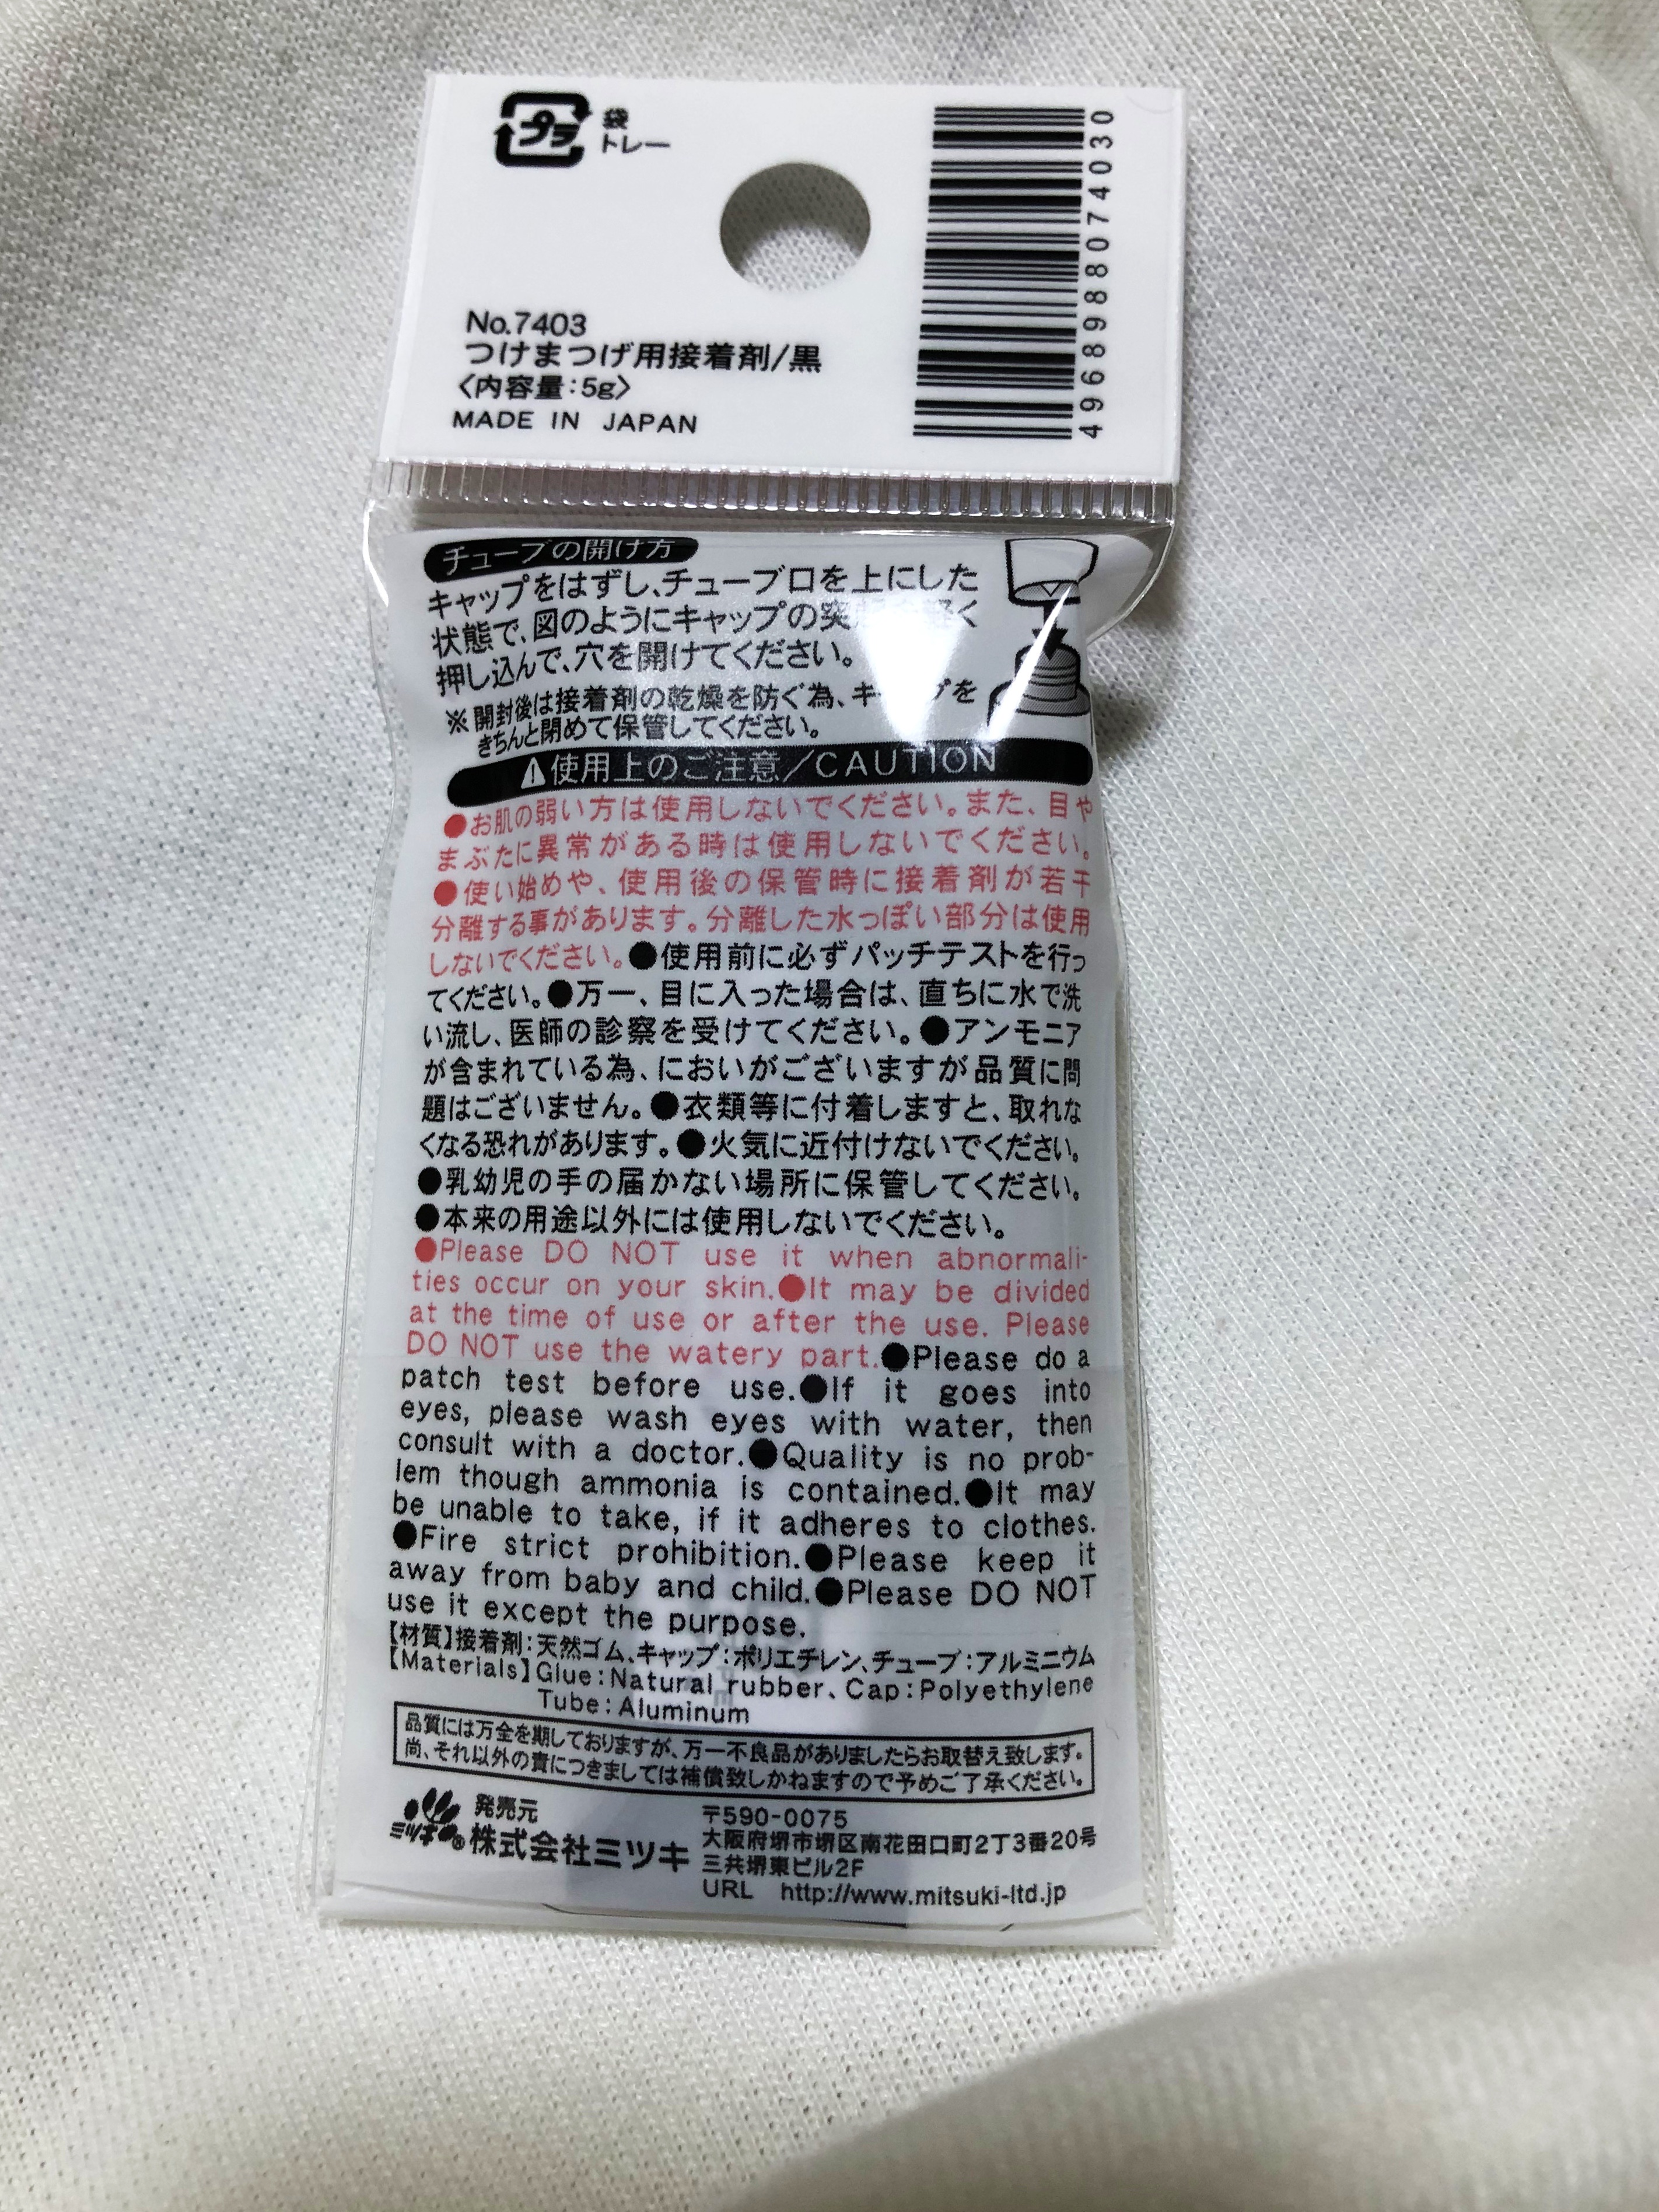 プラ
袋
トレー
4968988074030
No.7403
つけまつげ用接着剤/黒
〈内容量:5g〉
MADE IN JAPAN
チューブの開け方
キャップをはずし、チューブ口を上にした
状態で、図のようにキャップの突 く
押し込んで、穴を開けてください。
※開封後は接着剤の乾燥を防ぐ為、キャップを
きちんと閉めて保管してください。
⚠使用上のご注意/CAUTION
●お肌の弱い方は使用しないでください。また、目や
まぶたに異常がある時は使用しないでください。
●使い始めや、使用後の保管時に接着剤が若干
分離する事があります。分離した水っぽい部分は使用
しないでください。●使用前に必ずパッチテストを行っ
てください。●万一、目に入った場合は、直ちに水で洗
い流し、医師の診察を受けてください。●アンモニア
が含まれている為、においがございますが品質に問
題はございません。●衣類等に付着しますと、取れな
くなる恐れがあります。●火気に近付けないでください。
●乳幼児の手の届かない場所に保管してください。
●本来の用途以外には使用しないでください。
●Please DO NOT use it when abnormali-
ties occur on your skin.●It may be divided
at the time of use or after the use. Please
DO NOT use the watery part.●Please do a
patch test before use.●If it goes into
eyes, please wash eyes with water, then
consult with a doctor.●Quality is no prob-
lem though ammonia is contained.●It may
be unable to take, if it adheres to clothes.
●Fire strict prohibition.●Please keep it
away from baby and child.●Please DO NOT
use it except the purpose.
【材質】接着剤:天然ゴム、キャップ:ポリエチレン、チューブ:アルミニウム
【Materials】Glue:Natural rubber、Cap:Polyethylene
Tube:Aluminum
品質には万全を期しておりますが、万一不良品がありましたらお取替え致します。
尚、それ以外の責につきましては補償致しかねますので予めご了承ください。
発売元
株式会社ミツキ
〒590-0075
大阪府堺市堺区南花田口町2丁3番20号
三共堺東ビル2F
URL http://www.mitsuki-ltd.jp